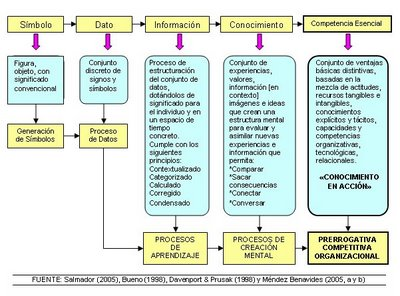 Símbolo
Dato
Información
Conocimiento
Competencia Esencial
Figura,
objeto, con
significado
convencional
Conjunto
discreto de
signos y
símbolos
Proceso de
estructuración
del conjunto de
datos,
dotándolos de
significado para
el individuo y en
un espacio de
tiempo
concreto.
Cumple con los
siguientes
principios:
Contextualizado
Categorizado
Calculado
Corregido
Condensado
Conjunto de
experiencias,
valores,
información [en
contexto]
imágenes e ideas
que crean una
estructura mental
para evaluar y
asimilar nuevas
experiencias e
información que
permita:
*Comparar
*Sacar
consecuencias
*Conectar
*Conversar
Conjunto de ventajas
básicas distintivas,
basadas en la
mezcla de actitudes,
recursos tangibles e
intangibles,
conocimientos
explícitos y tácitos,
capacidades y
competencias
organizativas,
tecnológicas,
relacionales.
«CONOCIMIENTO
EN ACCIÓN»
Generación
de Símbolos
Proceso
de Datos
PROCESOS
DE
APRENDIZAJE
PROCESOS
DE CREACIÓN
MENTAL
PRERROGATIVA
COMPETITIVA
ORGANIZACIONAL
FUENTE: Salmador (2005), Bueno (1998), Davenport & Prusak (1998) y Méndez Benavides (2005, a y b)